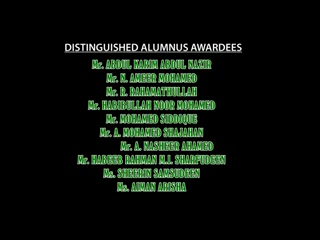 DISTINGUISHED ALUMNUS AWARDEES
Mr. ABDUL KARIM ABDUL NAZIR
Mr. N. AMEER MOHAMED
Mr. R. RAHAMATHULLAH
Mr. HABIBULLAH NOOR MOHAMED
Mr. MOHAMED SIDDIQUE
Mr. A. MOHAMED SHAJAHAN
Mr. A. NASHEER AHAMED
Mr. HABEEB RAHMAN M.I. SHARFUDEEN
Ms. SHEERIN SAMSUDEEN
Ms. AIMAN ARISHA